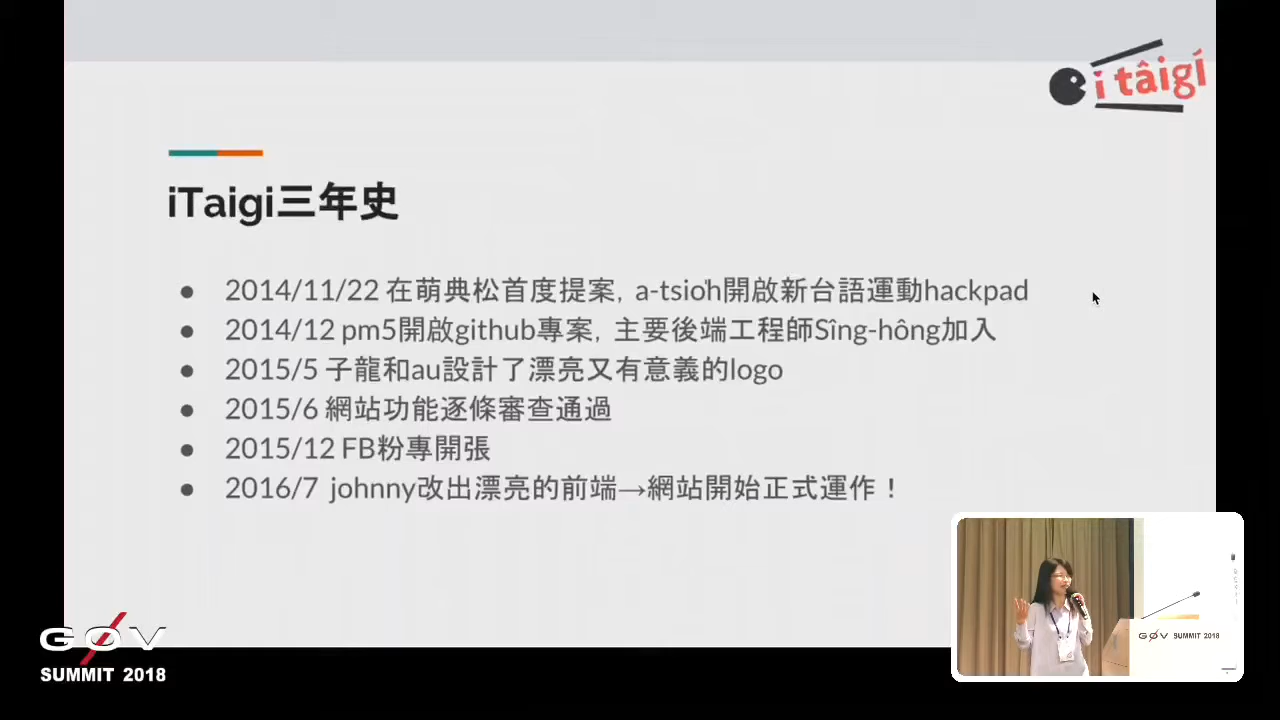 i tâigí
iTaigi三年史
● 2014/11/22 在萌典松首度提案，a-tsio̍h開啟新台語運動hackpad
● 2014/12 pm5開啟github專案，主要後端工程師Sîng-hông加入
● 2015/5 子龍和au設計了漂亮又有意義的logo
● 2015/6 網站功能逐條審查通過
● 2015/12 FB粉專開張
● 2016/7 johnny改出漂亮的前端→網站開始正式運作！
GØV
SUMMIT 2018
GØV SUMMIT 2018